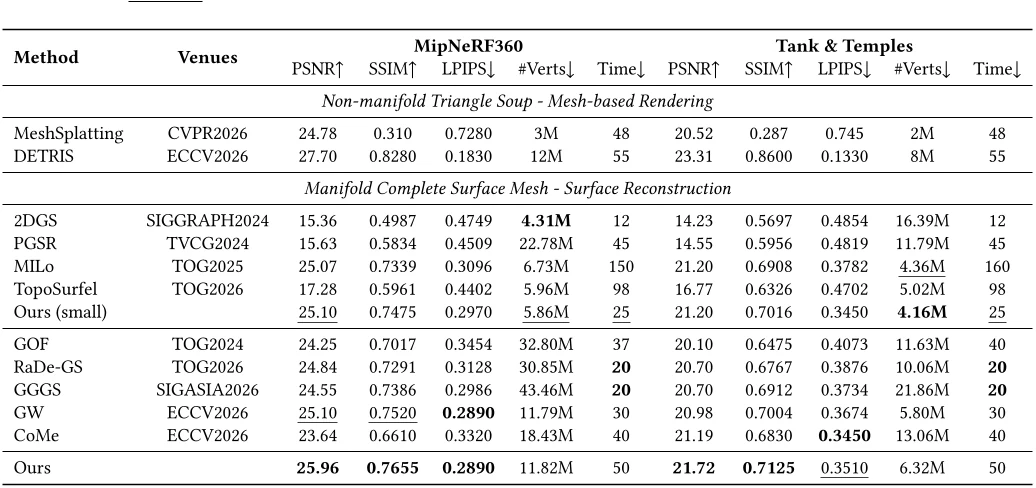 MipNeRF360 Tank & Temples
Method Venues PSNR↑ SSIM↑ LPIPS↓ #Verts↓ Time↓ PSNR↑ SSIM↑ LPIPS↓ #Verts↓ Time↓
Non-manifold Triangle Soup - Mesh-based Rendering
MeshSplatting CVPR2026 24.78 0.310 0.7280 3M 48 20.52 0.287 0.745 2M 48
DETRIS ECCV2026 27.70 0.8280 0.1830 12M 55 23.31 0.8600 0.1330 8M 55
Manifold Complete Surface Mesh - Surface Reconstruction
2DGS SIGGRAPH2024 15.36 0.4987 0.4749 4.31M 12 14.23 0.5697 0.4854 16.39M 12
PGSR TVCG2024 15.63 0.5834 0.4509 22.78M 45 14.55 0.5956 0.4819 11.79M 45
MILo TOG2025 25.07 0.7339 0.3096 6.73M 150 21.20 0.6908 0.3782 4.36M 160
TopoSurfel TOG2026 17.28 0.5961 0.4402 5.96M 98 16.77 0.6326 0.4702 5.02M 98
Ours (small) 25.10 0.7475 0.2970 5.86M 25 21.20 0.7016 0.3450 4.16M 25
GOF TOG2024 24.25 0.7017 0.3454 32.80M 37 20.10 0.6475 0.4073 11.63M 40
RaDe-GS TOG2026 24.84 0.7291 0.3128 30.85M 20 20.70 0.6767 0.3876 10.06M 20
GGGS SIGASIA2026 24.55 0.7386 0.2986 43.46M 20 20.70 0.6912 0.3734 21.86M 20
GW ECCV2026 25.10 0.7520 0.2890 11.79M 30 20.98 0.7004 0.3674 5.80M 30
CoMe ECCV2026 23.64 0.6610 0.3320 18.43M 40 21.19 0.6830 0.3450 13.06M 40
Ours 25.96 0.7655 0.2890 11.82M 50 21.72 0.7125 0.3510 6.32M 50